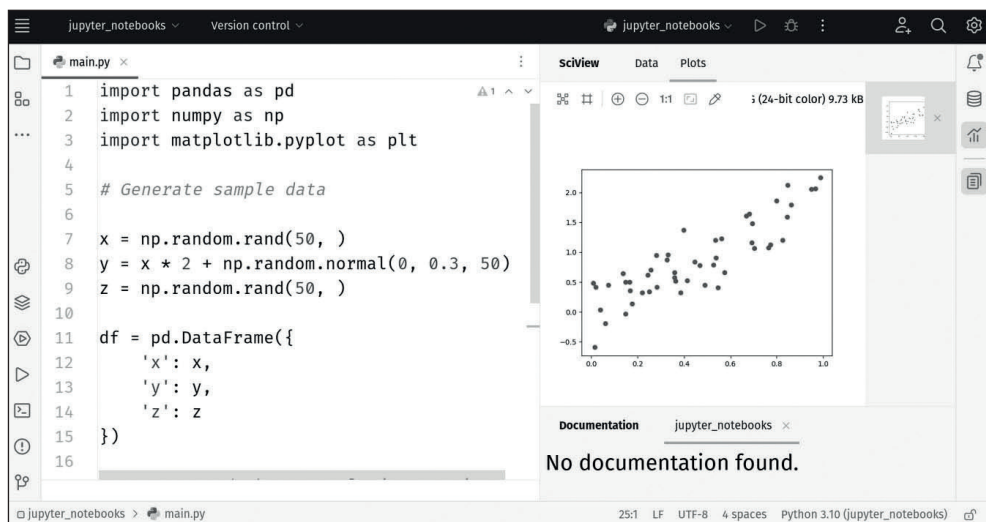 jupyter_notebooks Version control jupyter_notebooks
main.py ×
SciView Data Plots
1:1 (24-bit color) 9.73 kB
1 import pandas as pd
2 import numpy as np
3 import matplotlib.pyplot as plt
4
5 # Generate sample data
6
7 x = np.random.rand(50, )
8 y = x * 2 + np.random.normal(0, 0.3, 50)
9 z = np.random.rand(50, )
10
11 df = pd.DataFrame({
12 'x': x,
13 'y': y,
14 'z': z
15 })
16
1
2.0
1.5
1.0
0.5
0.0
−0.5
0.0 0.2 0.4 0.6 0.8 1.0
Documentation jupyter_notebooks ×
No documentation found.
jupyter_notebooks > main.py 25:1 LF UTF-8 4 spaces Python 3.10 (jupyter_notebooks)